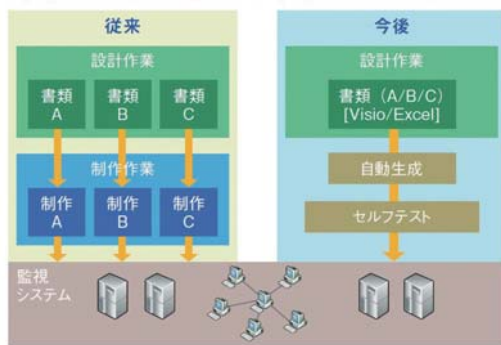 従来
設計作業
書類
A
書類
B
書類
C
制作作業
制作
A
制作
B
制作
C
今後
設計作業
書類（A/B/C）
[Visio/Excel]
自動生成
セルフテスト
監視
システム